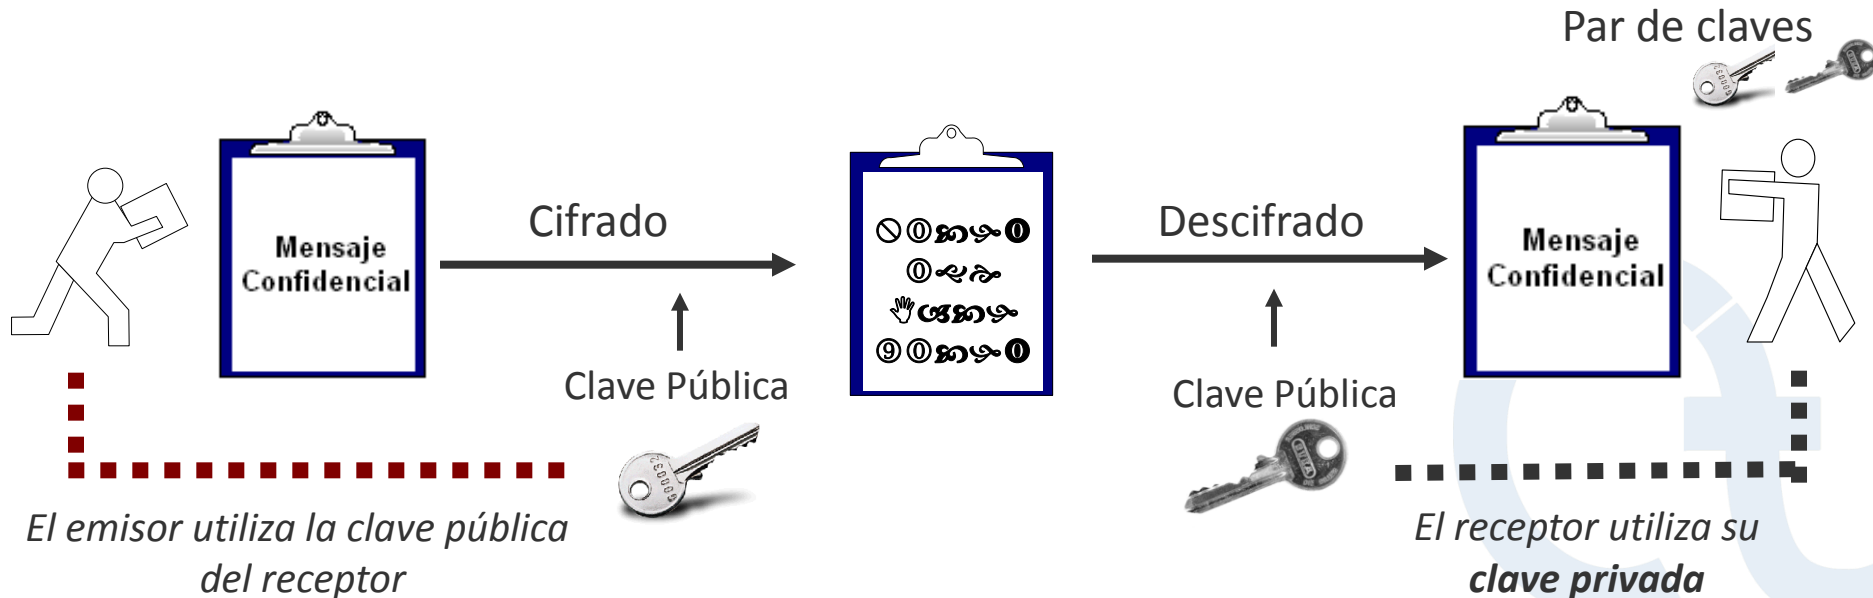 Par de claves
Mensaje
Confidencial
Cifrado
Clave Pública
Descifrado
Clave Pública
Mensaje
Confidencial
El emisor utiliza la clave pública
del receptor
El receptor utiliza su
clave privada